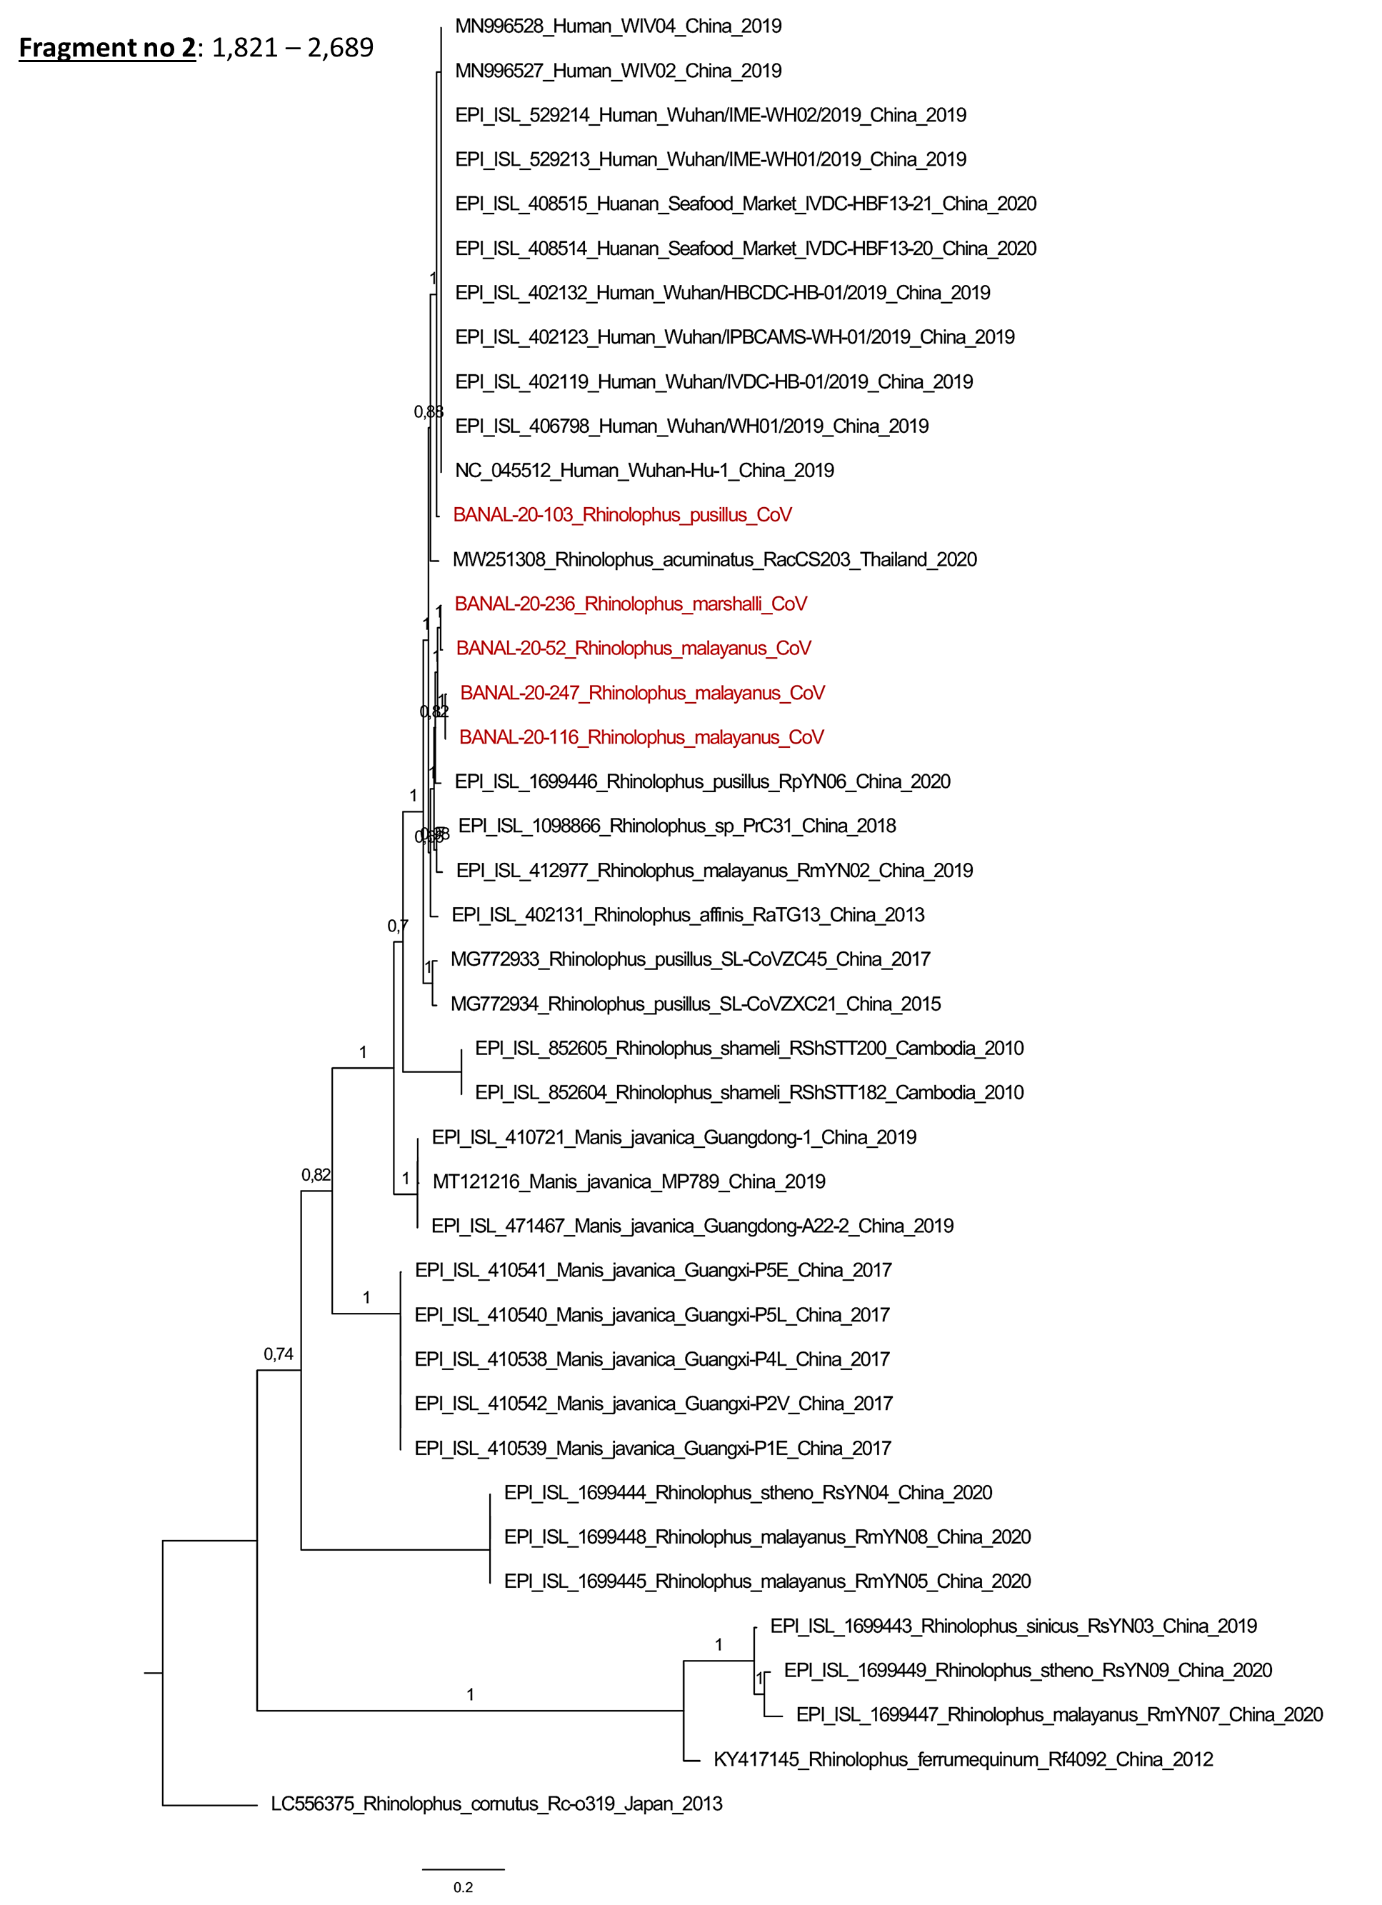 Fragment no 2: 1,821 – 2,689
MN996528_Human_WIV04_China_2019
MN996527_Human_WIV02_China_2019
EPI_ISL_529214_Human_Wuhan/IME-WH02/2019_China_2019
EPI_ISL_529213_Human_Wuhan/IME-WH01/2019_China_2019
EPI_ISL_408515_Huanan_Seafood_Market_IVDC-HBF13-21_China_2020
EPI_ISL_408514_Huanan_Seafood_Market_IVDC-HBF13-20_China_2020
1
EPI_ISL_402132_Human_Wuhan/HBCDC-HB-01/2019_China_2019
EPI_ISL_402123_Human_Wuhan/IPBCAMS-WH-01/2019_China_2019
EPI_ISL_402119_Human_Wuhan/IVDC-HB-01/2019_China_2019
EPI_ISL_406798_Human_Wuhan/WH01/2019_China_2019
NC_045512_Human_Wuhan-Hu-1_China_2019
BANAL-20-103_Rhinolophus_pusillus_CoV
MW251308_Rhinolophus_acuminatus_RacCS203_Thailand_2020
1
BANAL-20-236_Rhinolophus_marshalli_CoV
1
BANAL-20-52_Rhinolophus_malayanus_CoV
1
BANAL-20-247_Rhinolophus_malayanus_CoV
1
0,82
BANAL-20-116_Rhinolophus_malayanus_CoV
1
EPI_ISL_1699446_Rhinolophus_pusillus_RpYN06_China_2020
1
EPI_ISL_1098866_Rhinolophus_sp_PrC31_China_2018
EPI_ISL_412977_Rhinolophus_malayanus_RmYN02_China_2019
EPI_ISL_402131_Rhinolophus_affinis_RaTG13_China_2013
0,7
MG772933_Rhinolophus_pusillus_SL-CoVZC45_China_2017
1
MG772934_Rhinolophus_pusillus_SL-CoVZXC21_China_2015
EPI_ISL_852605_Rhinolophus_shameli_RShSTT200_Cambodia_2010
1
EPI_ISL_852604_Rhinolophus_shameli_RShSTT182_Cambodia_2010
EPI_ISL_410721_Manis_javanica_Guangdong-1_China_2019
0,82
1
MT121216_Manis_javanica_MP789_China_2019
EPI_ISL_471467_Manis_javanica_Guangdong-A22-2_China_2019
EPI_ISL_410541_Manis_javanica_Guangxi-P5E_China_2017
1
EPI_ISL_410540_Manis_javanica_Guangxi-P5L_China_2017
0,74
EPI_ISL_410538_Manis_javanica_Guangxi-P4L_China_2017
EPI_ISL_410542_Manis_javanica_Guangxi-P2V_China_2017
EPI_ISL_410539_Manis_javanica_Guangxi-P1E_China_2017
EPI_ISL_1699444_Rhinolophus_stheno_RsYN04_China_2020
EPI_ISL_1699448_Rhinolophus_malayanus_RmYN08_China_2020
EPI_ISL_1699445_Rhinolophus_malayanus_RmYN05_China_2020
EPI_ISL_1699443_Rhinolophus_sinicus_RsYN03_China_2019
1
EPI_ISL_1699449_Rhinolophus_stheno_RsYN09_China_2020
1
1
EPI_ISL_1699447_Rhinolophus_malayanus_RmYN07_China_2020
KY417145_Rhinolophus_ferrumequinum_Rf4092_China_2012
LC556375_Rhinolophus_cornutus_Rc-o319_Japan_2013
0.2